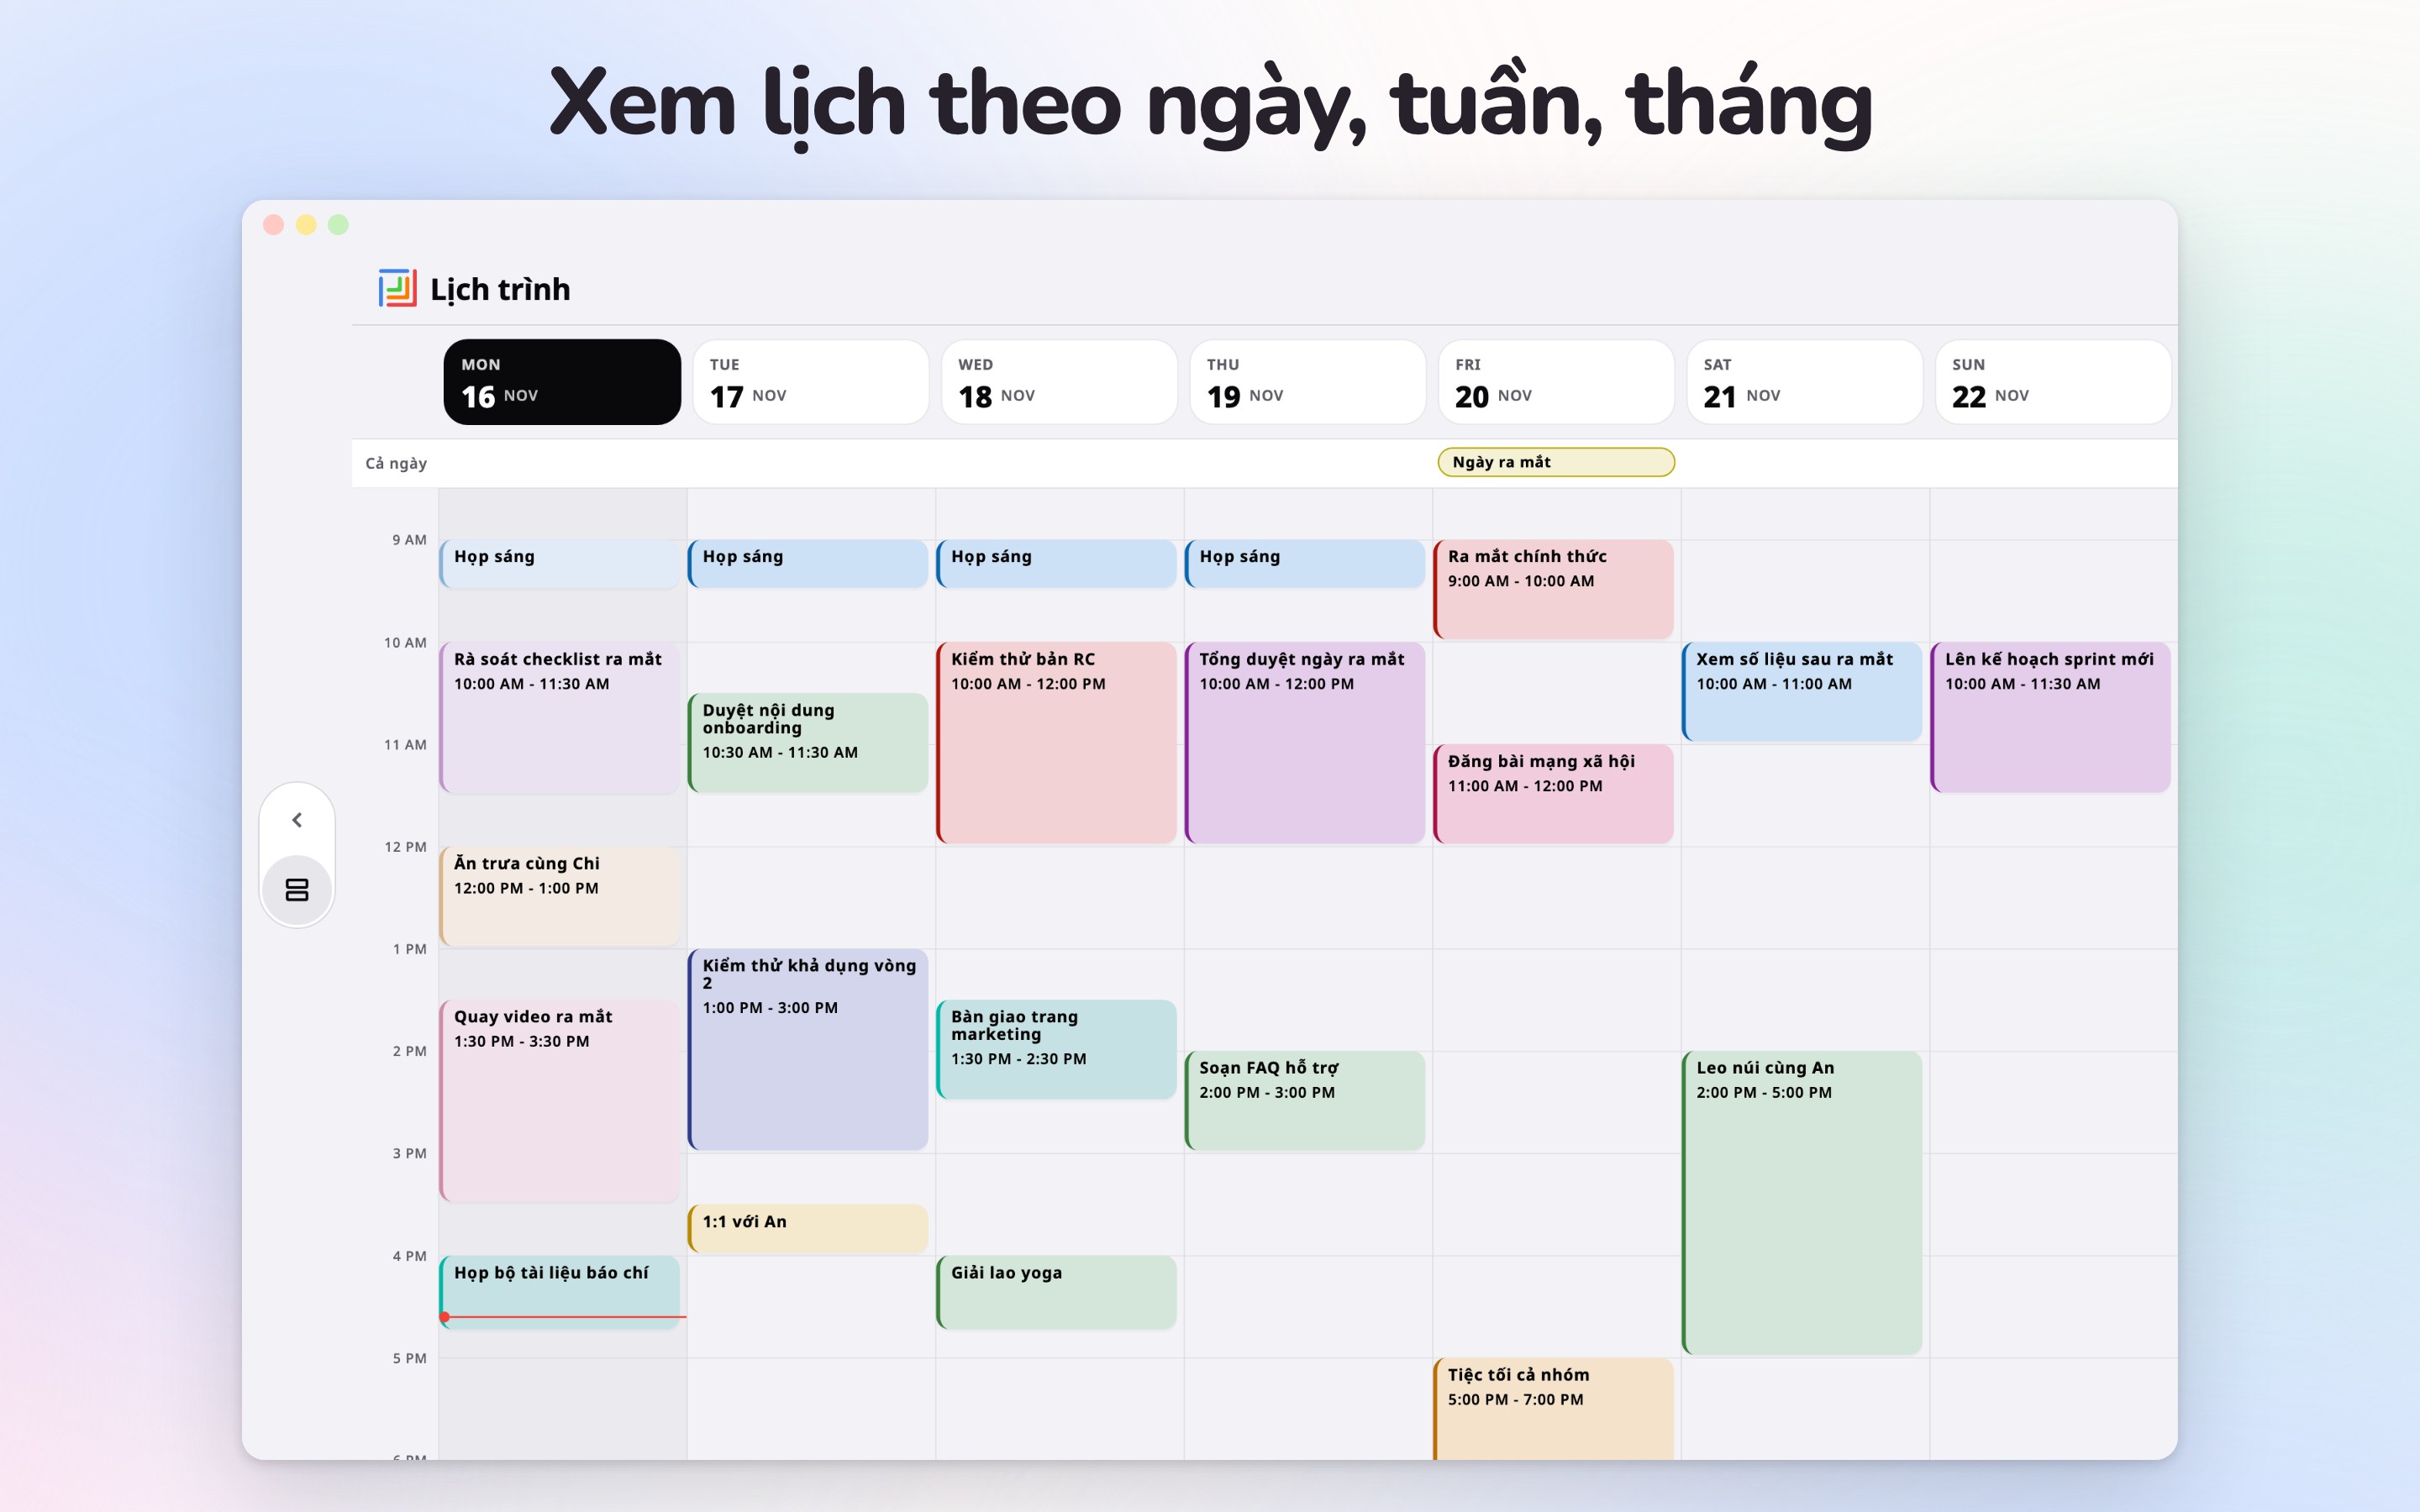 Xem lịch theo ngày, tuần, tháng
Lịch trình
MON
16 NOV
TUE
17 NOV
WED
18 NOV
THU
19 NOV
FRI
20 NOV
SAT
21 NOV
SUN
22 NOV
Cả ngày
Ngày ra mắt
9 AM
10 AM
11 AM
12 PM
1 PM
2 PM
3 PM
4 PM
5 PM
6 PM
Họp sáng
Rà soát checklist ra mắt
10:00 AM - 11:30 AM
Ăn trưa cùng Chi
12:00 PM - 1:00 PM
Quay video ra mắt
1:30 PM - 3:30 PM
Họp bộ tài liệu báo chí
Họp sáng
Duyệt nội dung
onboarding
10:30 AM - 11:30 AM
Kiểm thử khả dụng vòng
2
1:00 PM - 3:00 PM
1:1 với An
Họp sáng
Kiểm thử bản RC
10:00 AM - 12:00 PM
Bàn giao trang
marketing
1:30 PM - 2:30 PM
Giải lao yoga
Họp sáng
Tổng duyệt ngày ra mắt
10:00 AM - 12:00 PM
Soạn FAQ hỗ trợ
2:00 PM - 3:00 PM
Ra mắt chính thức
9:00 AM - 10:00 AM
Đăng bài mạng xã hội
11:00 AM - 12:00 PM
Tiệc tối cả nhóm
5:00 PM - 7:00 PM
Xem số liệu sau ra mắt
10:00 AM - 11:00 AM
Leo núi cùng An
2:00 PM - 5:00 PM
Lên kế hoạch sprint mới
10:00 AM - 11:30 AM